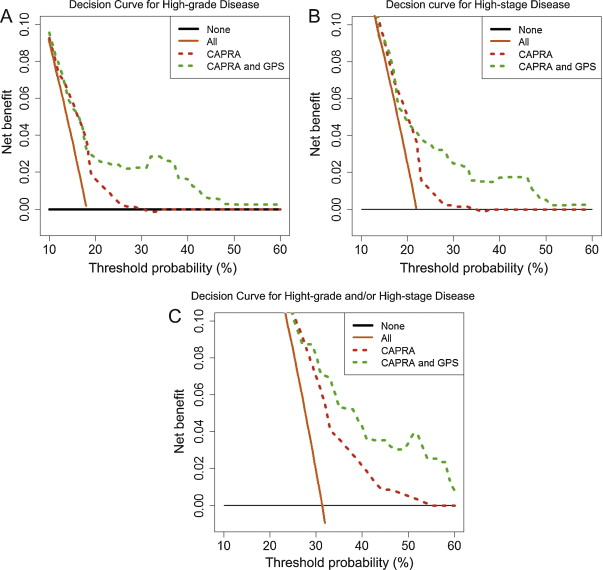 A
Decision Curve for High-grade Disease
Net benefit
0.10
0.08
0.06
0.04
0.02
0.00
None
All
CAPRA
CAPRA and GPS
10 20 30 40 50 60
Threshold probability (%)
B
Decision curve for High-stage Disease
Net benefit
0.10
0.08
0.06
0.04
0.02
0.00
None
All
CAPRA
CAPRA and GPS
10 20 30 40 50 60
Threshold probability (%)
C
Decision Curve for Hight-grade and/or High-stage Disease
Net benefit
0.10
0.08
0.06
0.04
0.02
0.00
None
All
CAPRA
CAPRA and GPS
10 20 30 40 50 60
Threshold probability (%)